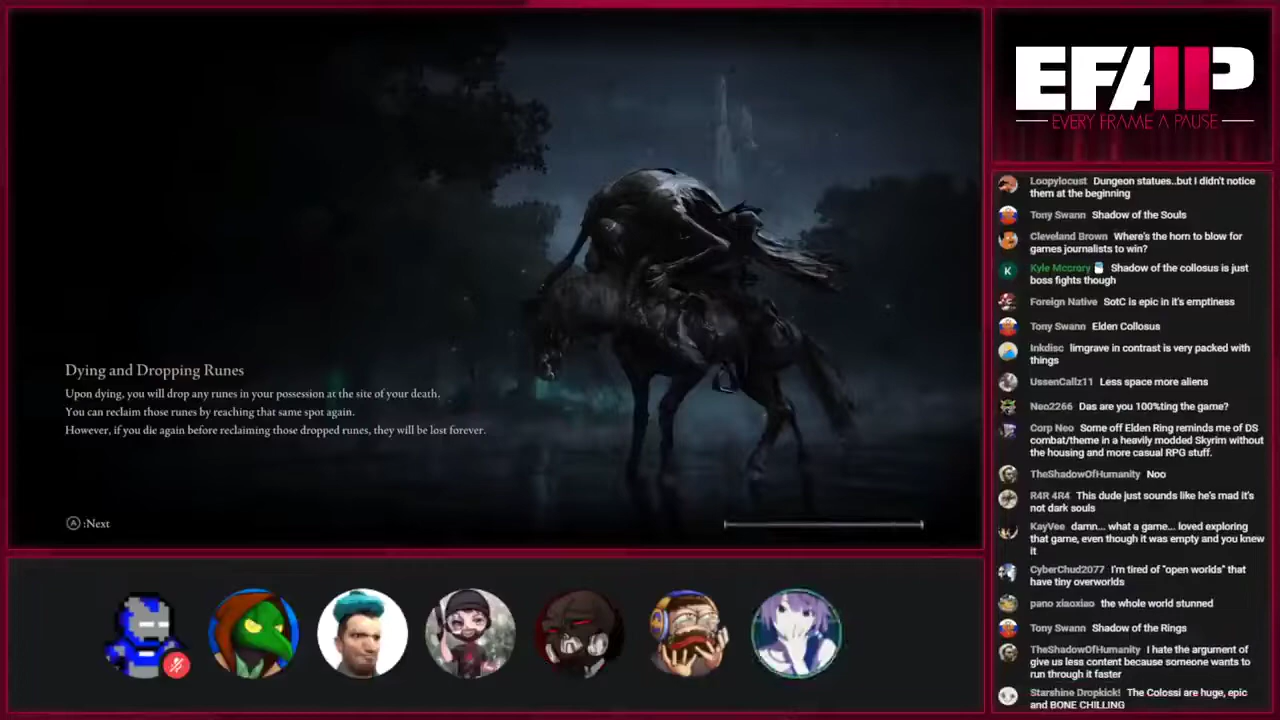 Dying and Dropping Runes
Upon dying, you will drop any runes in your possession at the site of your death.
You can reclaim those runes by reaching that same spot again.
However, if you die again before reclaiming those dropped runes, they will be lost forever.
A :Next
EFAP
EVERY FRAME A PAUSE
Loopylocust Dungeon statues..but I didn't notice
them at the beginning
Tony Swann Shadow of the Souls
Cleveland Brown Where's the horn to blow for
games journalists to win?
K
Kyle Mccrary Shadow of the collosus is just
boss fights though
Foreign Native SotC is epic in it's emptiness
Tony Swann Elden Collosus
Inkdisc limgrave in contrast is very packed with
things
UssenCallz11 Less space more aliens
Neo2266 Das are you 100%ting the game?
Corp Neo Some off Elden Ring reminds me of DS
combat/theme in a heavily modded Skyrim without
the housing and more casual RPG stuff.
TheShadowOfHumanity Noo
R4R 4R4 This dude just sounds like he's mad it's
not dark souls
KayVee damn... what a game... loved exploring
that game, even though it was empty and you knew
it
CyberChud2077 I'm tired of "open worlds" that
have tiny overworlds
pano xiaoxiao the whole world stunned
Tony Swann Shadow of the Rings
TheShadowOfHumanity I hate the argument of
give us less content because someone wants to
run through it faster
Starshine Dropkick! The Colossi are huge, epic
and BONE CHILLING